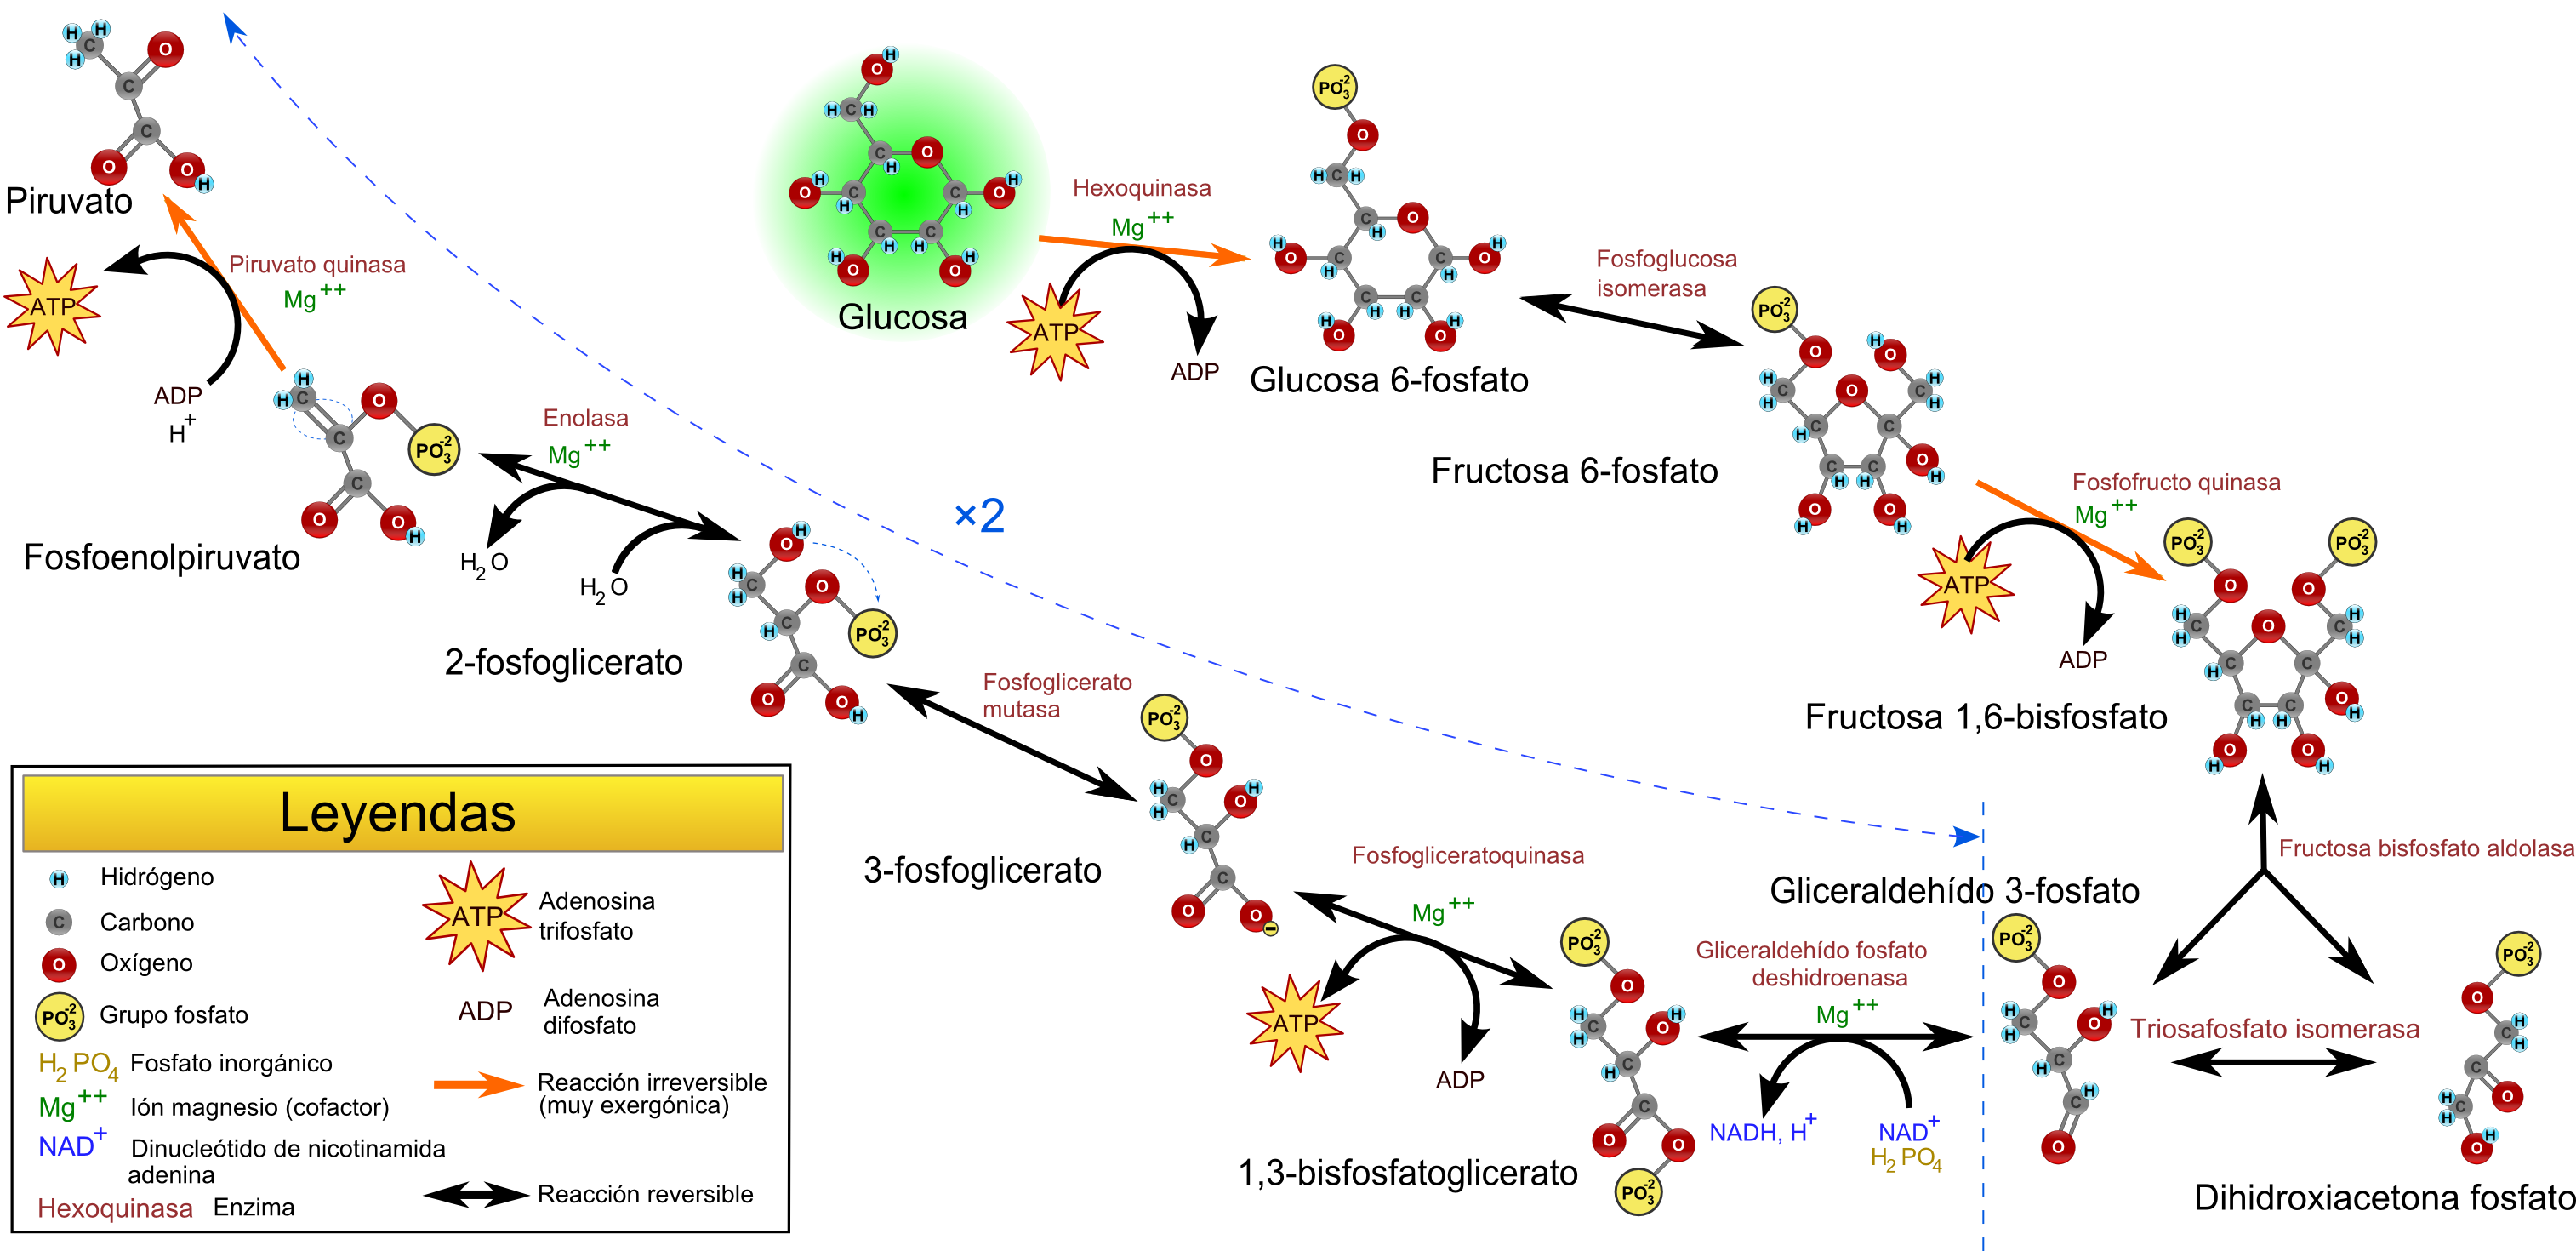 Glucosa
Hexoquinasa
Mg++
ATP
ADP
Glucosa 6-fosfato
Fosfoglucosa
isomerasa
Fructosa 6-fosfato
Fosfofructo quinasa
Mg++
ATP
ADP
Fructosa 1,6-bisfosfato
Fructosa bisfosfato aldolasa
Triosafosfato isomerasa
Dihidroxiacetona fosfato
Gliceraldehído 3-fosfato
Gliceraldehído fosfato
deshidroenasa
Mg++
NADH, H+
NAD+
H2PO4
1,3-bisfosfatoglicerato
Fosfogliceratoquinasa
Mg++
ATP
ADP
3-fosfoglicerato
Fosfoglicerato
mutasa
2-fosfoglicerato
Enolasa
Mg++
H2O
H2O
Fosfoenolpiruvato
Piruvato quinasa
Mg++
ADP
H+
ATP
Piruvato
×2
Leyendas
H Hidrógeno
C Carbono
O Oxígeno
PO3-2 Grupo fosfato
H2PO4 Fosfato inorgánico
Mg++ Ión magnesio (cofactor)
NAD+ Dinucleótido de nicotinamida
adenina
Hexoquinasa Enzima
ATP Adenosina
trifosfato
ADP Adenosina
difosfato
Reacción irreversible
(muy exergónica)
Reacción reversible